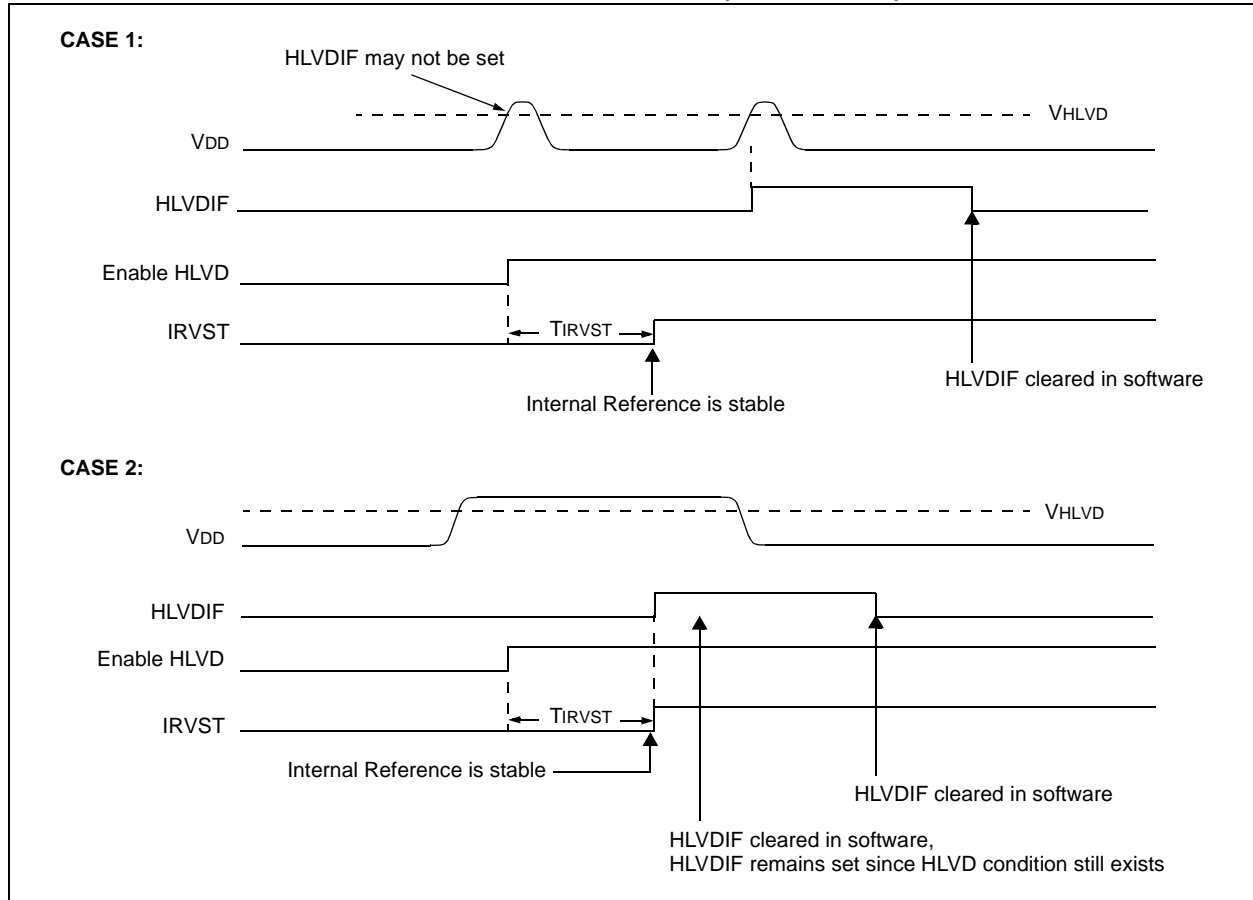 CASE 1:
HLVDIF may not be set
VHLVD
VDD
HLVDIF
Enable HLVD
TIRVST
IRVST
HLVDIF cleared in software
Internal Reference is stable
CASE 2:
VHLVD
VDD
HLVDIF
Enable HLVD
TIRVST
IRVST
Internal Reference is stable
HLVDIF cleared in software
HLVDIF cleared in software,
HLVDIF remains set since HLVD condition still exists